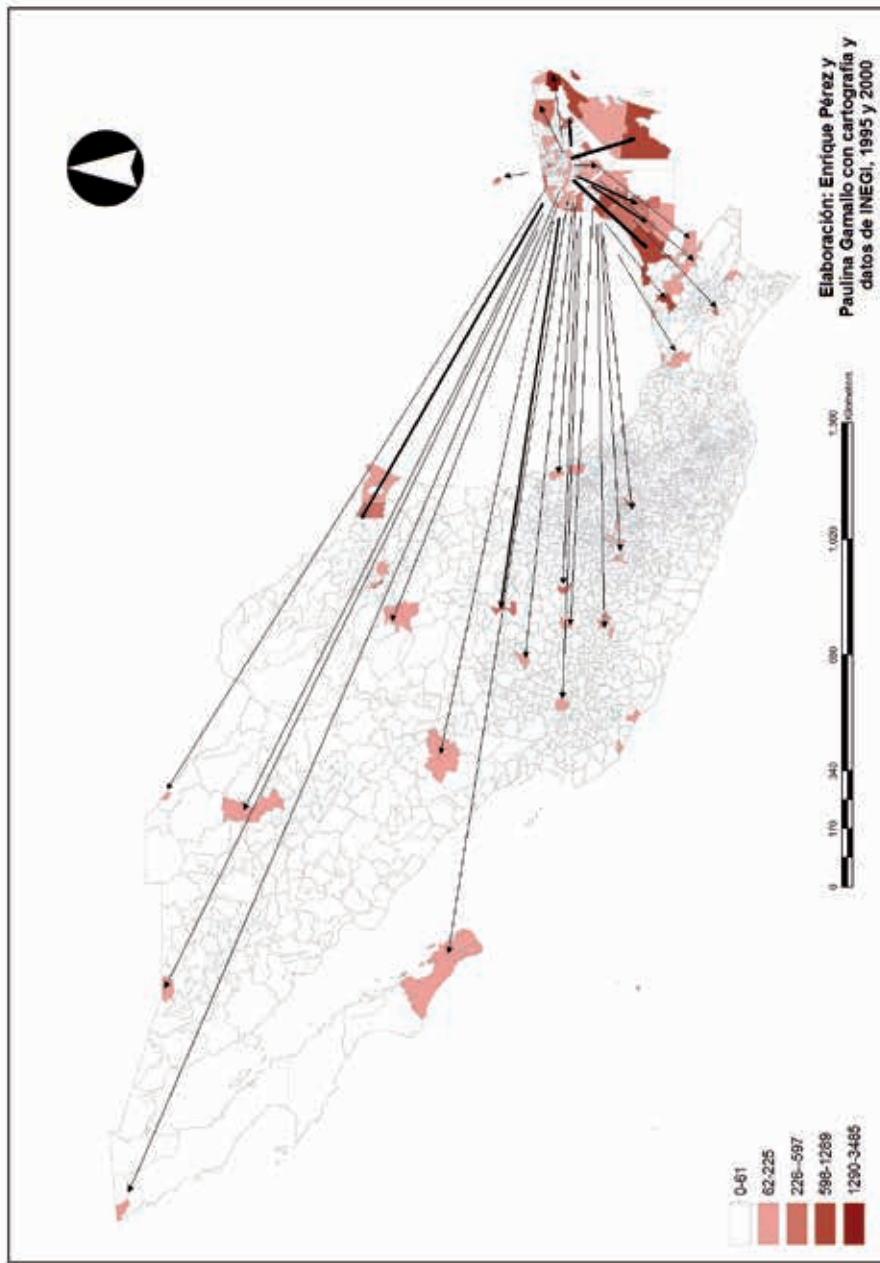 Elaboración: Enrique Pérez y
Paulina Gamallo con cartografía y
datos de INEGI, 1995 y 2000
0 170 340 680 1,020 1,360
Kilometers
0-61
62-225
226-597
598-1289
1290-3485